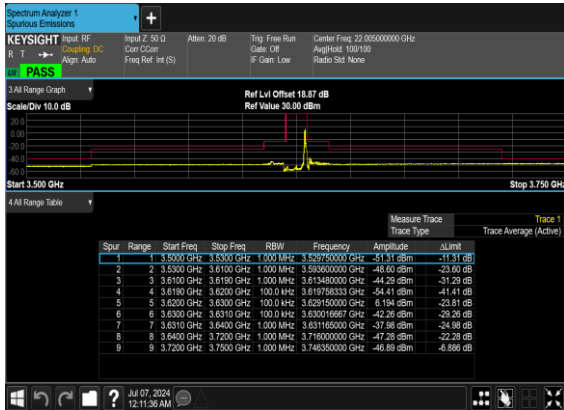 Spectrum Analyzer 1
Spurious Emissions
+
KEYSIGHT Input: RF Input Z: 50 Ω Atten: 20 dB Trig: Free Run Center Freq: 22.005000000 GHz
R T Coupling: DC Corr CCorr Gate: Off Avg|Hold: 100/100
Align: Auto Freq Ref: Int (S) IF Gain: Low Radio Std: None
PASS
3 All Range Graph
Ref Lvl Offset 18.87 dB
Scale/Div 10.0 dB Ref Value 30.00 dBm
20.0
0.00
-20.0
-40.0
-60.0
Start 3.500 GHz Stop 3.750 GHz
4 All Range Table
Measure Trace Trace 1
Trace Type Trace Average (Active)
Spur Range Start Freq Stop Freq RBW Frequency Amplitude ΔLimit
1 1 3.5000 GHz 3.5300 GHz 1.000 MHz 3.529750000 GHz -51.31 dBm -11.31 dB
2 2 3.5300 GHz 3.6100 GHz 1.000 MHz 3.593600000 GHz -48.60 dBm -23.60 dB
3 3 3.6100 GHz 3.6190 GHz 1.000 MHz 3.613480000 GHz -44.29 dBm -31.29 dB
4 4 3.6190 GHz 3.6200 GHz 100.0 kHz 3.619758333 GHz -54.41 dBm -41.41 dB
5 5 3.6200 GHz 3.6300 GHz 100.0 kHz 3.629150000 GHz 6.194 dBm -23.81 dB
6 6 3.6300 GHz 3.6310 GHz 100.0 kHz 3.630016667 GHz -42.26 dBm -29.26 dB
7 7 3.6310 GHz 3.6400 GHz 1.000 MHz 3.631165000 GHz -37.98 dBm -24.98 dB
8 8 3.6400 GHz 3.7200 GHz 1.000 MHz 3.716000000 GHz -47.28 dBm -22.28 dB
9 9 3.7200 GHz 3.7500 GHz 1.000 MHz 3.746350000 GHz -46.89 dBm -6.886 dB
? Jul 07, 2024
12:11:36 AM